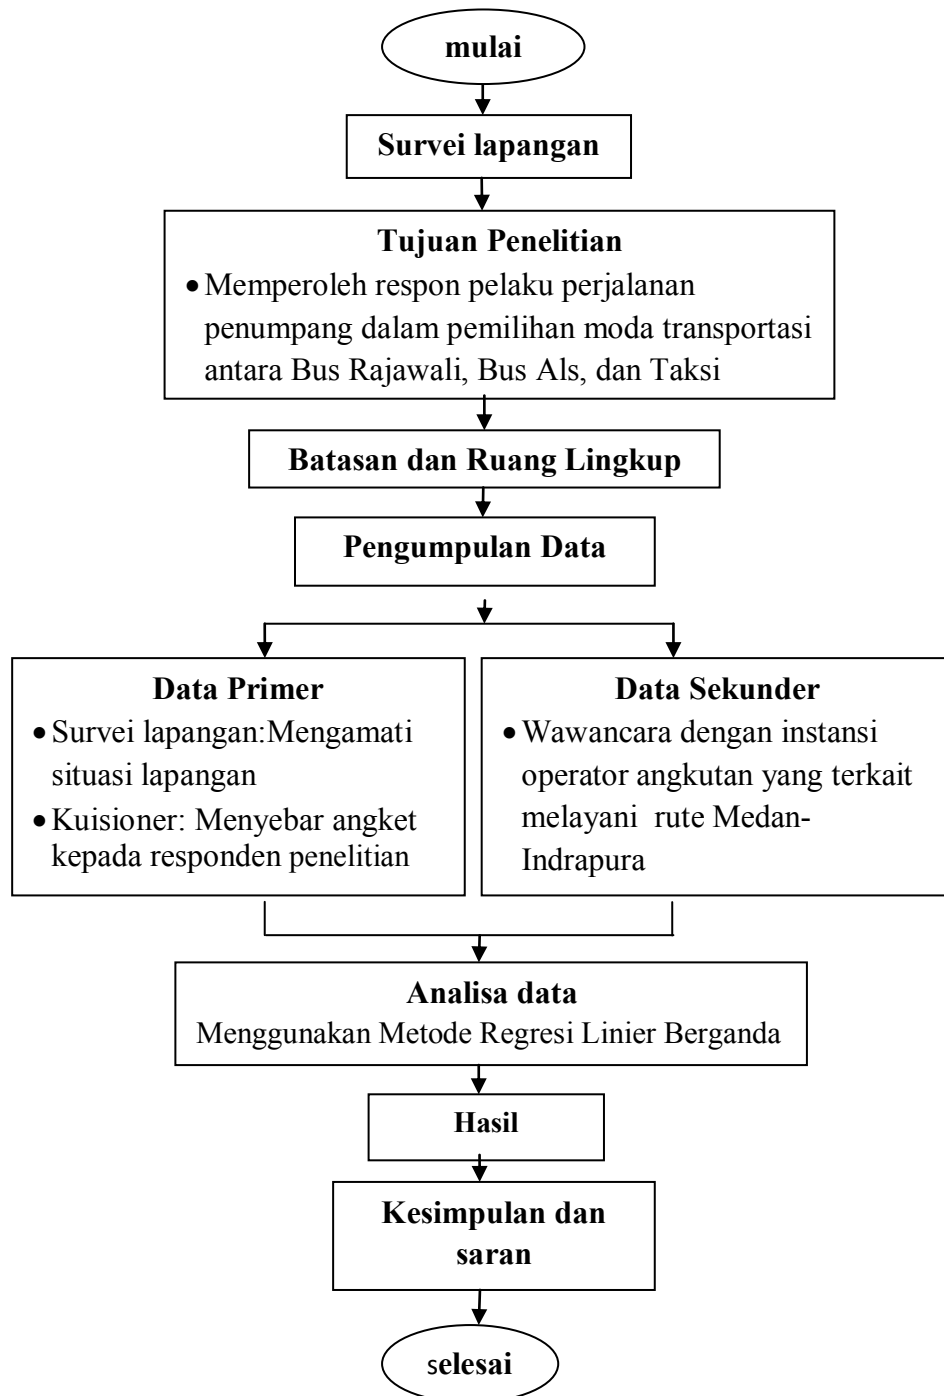 mulai
Survei lapangan
Tujuan Penelitian
• Memperoleh respon pelaku perjalanan
penumpang dalam pemilihan moda transportasi
antara Bus Rajawali, Bus Als, dan Taksi
Batasan dan Ruang Lingkup
Pengumpulan Data
Data Primer
• Survei lapangan:Mengamati
situasi lapangan
• Kuisioner: Menyebar angket
kepada responden penelitian
Data Sekunder
• Wawancara dengan instansi
operator angkutan yang terkait
melayani rute Medan-
Indrapura
Analisa data
Menggunakan Metode Regresi Linier Berganda
Hasil
Kesimpulan dan
saran
selesai